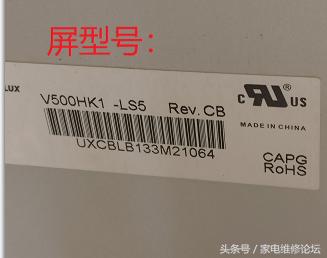 屏型号:
LUX
V500HK1 -LS5 Rev. CB
c RU US
MADE IN CHINA
UXCBLB133M21064
CAPG
RoHS
头条号 / 家电维修论坛